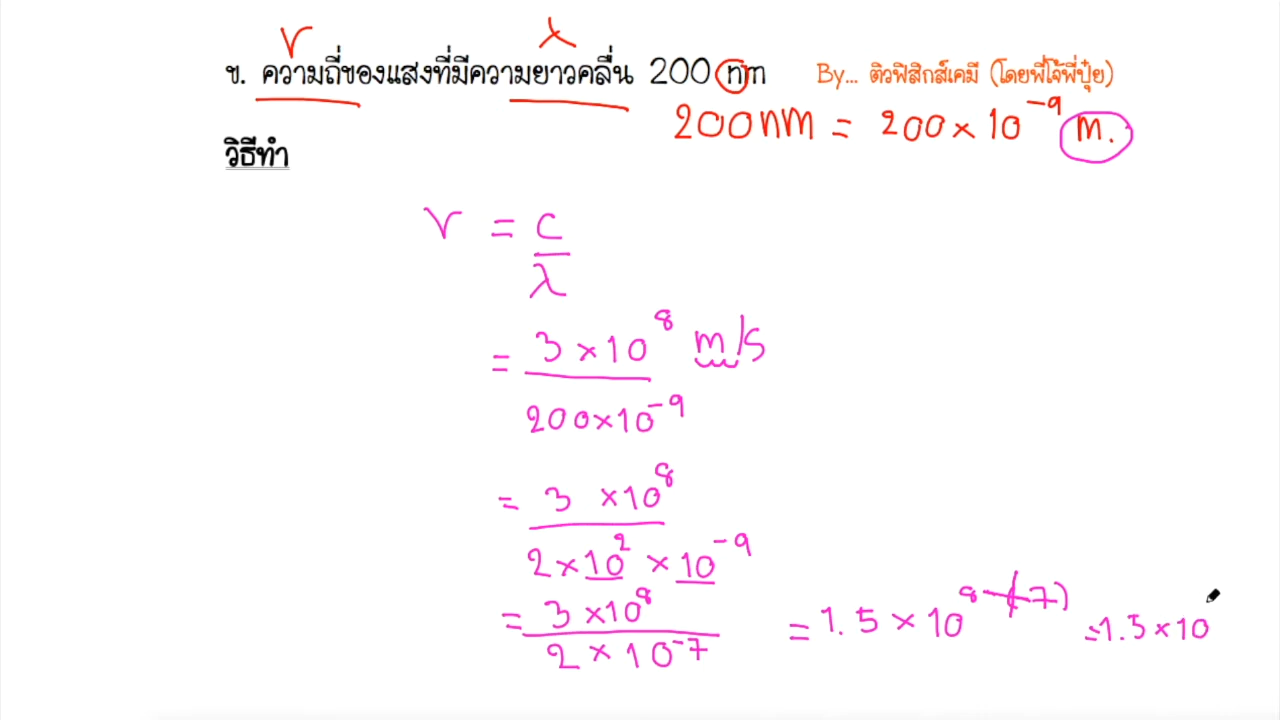 ν λ
ข. ความถี่ของแสงที่มีความยาวคลื่น 200 nm By... ติวฟิสิกส์เคมี (โดยพี่โจ้พี่ปุ๋ย)
200nm = 200 × 10⁻⁹ m.
วิธีทำ
ν = c/λ
= 3 × 10⁸ m/s
200 × 10⁻⁹
= 3 × 10⁸
2 × 10² × 10⁻⁹
= 3 × 10⁸
2 × 10⁻⁷
= 1.5 × 10⁸⁻⁽⁻⁷⁾ = 1.5 × 10